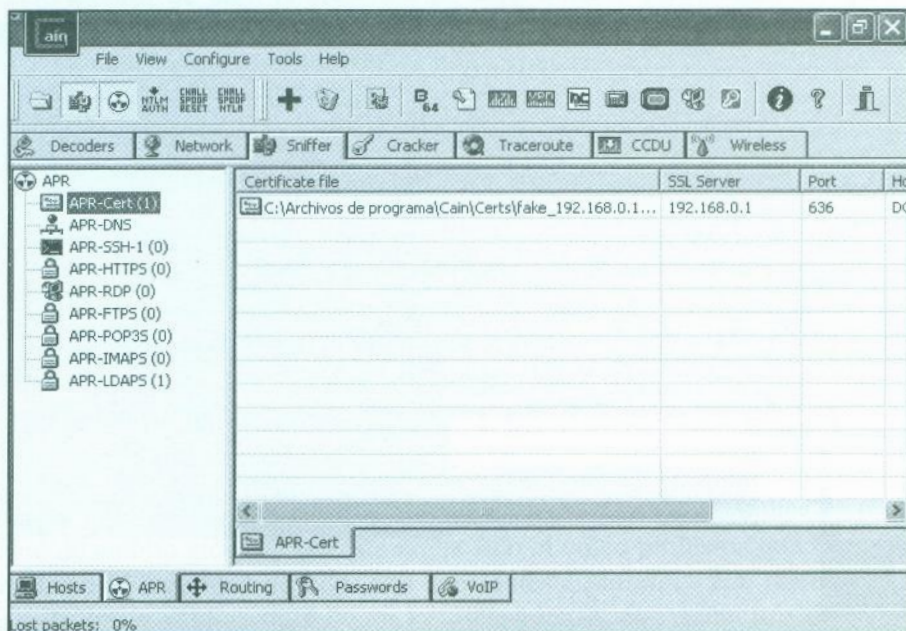 ain
File View Configure Tools Help
NTLM AUTH CHALL SPOOF RESET CHALL SPOOF NTLM B 64
Decoders Network Sniffer Cracker Traceroute CCDU Wireless
APR
APR-Cert (1)
APR-DNS
APR-SSH-1 (0)
APR-HTTPS (0)
APR-RDP (0)
APR-FTPS (0)
APR-POP3S (0)
APR-IMAPS (0)
APR-LDAPS (1)
Certificate file SSL Server Port Ho
C:\Archivos de programa\Cain\Certs\fake_192.168.0.1... 192.168.0.1 636 DC
APR-Cert
Hosts APR Routing Passwords VoIP
Lost packets: 0%